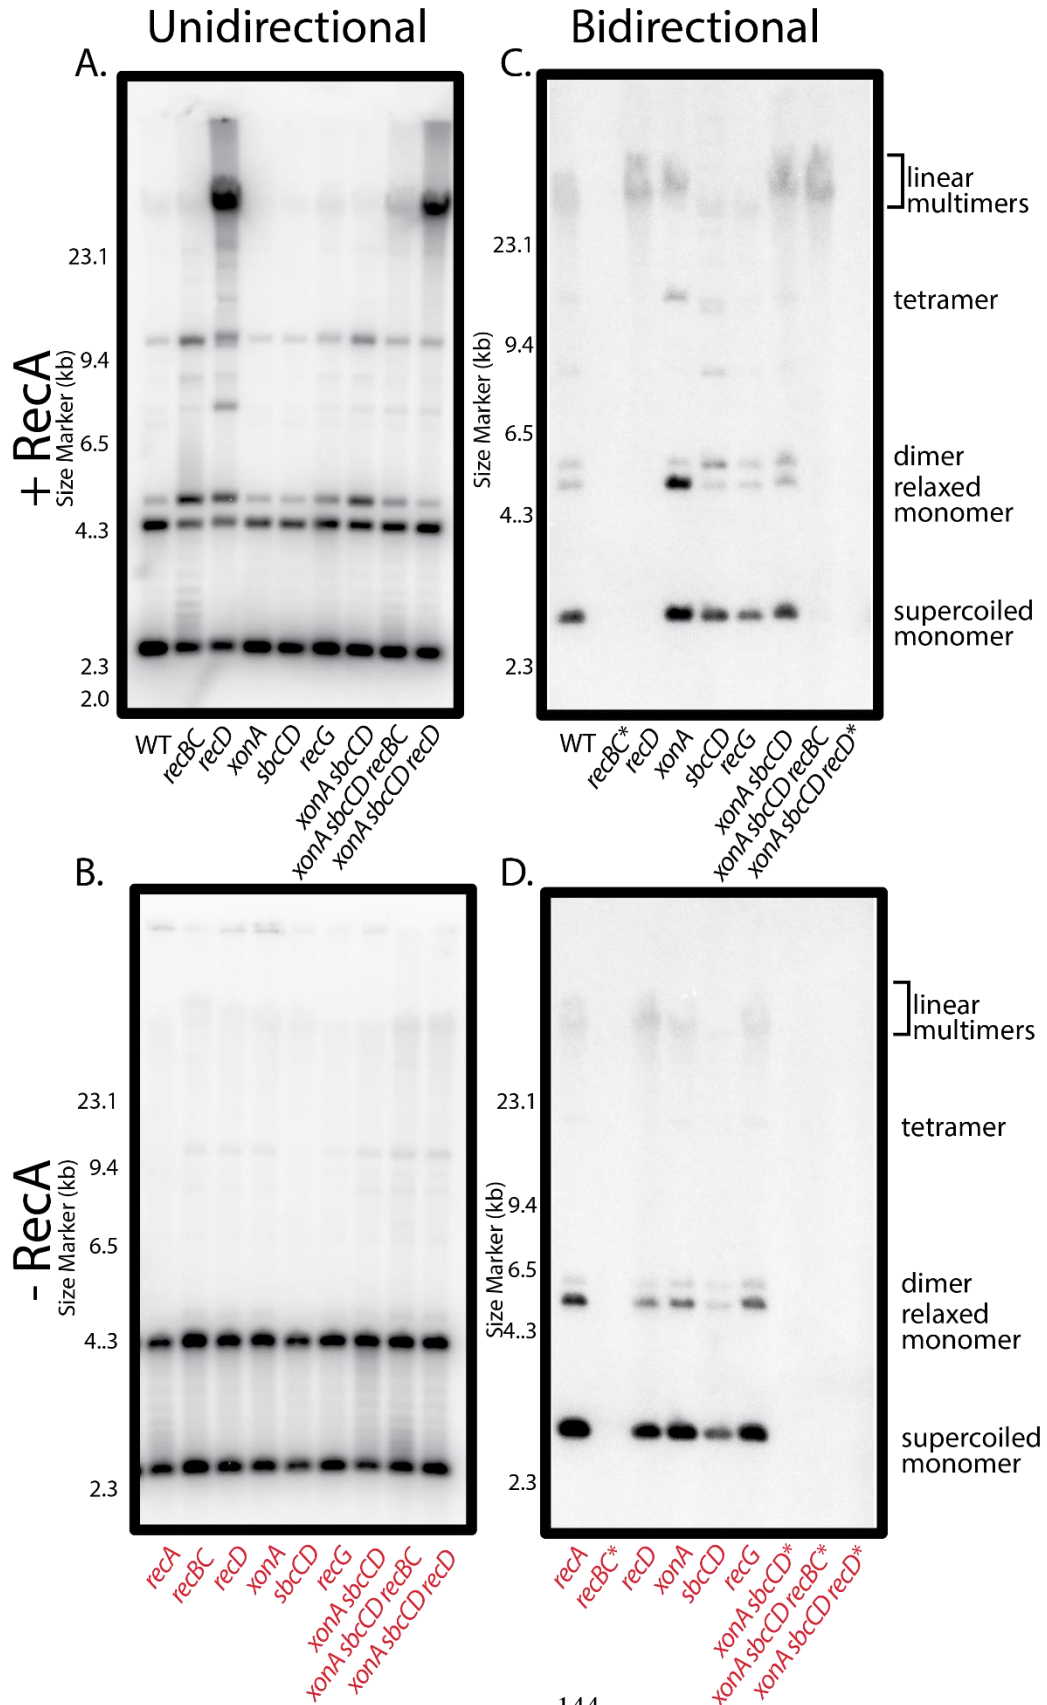 Unidirectional
Bidirectional
A.
C.
+ RecA
Size Marker (kb)
23.1
9.4
6.5
4.3
2.3
2.0
Size Marker (kb)
23.1
9.4
6.5
4.3
2.3
linear
multimers
tetramer
dimer
relaxed
monomer
supercoiled
monomer
WT
recBC
recD
xonA
sbcCD
recG
xonA sbcCD
xonA sbcCD recBC
xonA sbcCD recD
WT
recBC*
recD
xonA
sbcCD
recG
xonA sbcCD
xonA sbcCD recBC
xonA sbcCD recD*
B.
D.
- RecA
Size Marker (kb)
23.1
9.4
6.5
4.3
2.3
Size Marker (kb)
23.1
9.4
6.5
4.3
2.3
linear
multimers
tetramer
dimer
relaxed
monomer
supercoiled
monomer
recA
recBC
recD
xonA
sbcCD
recG
xonA sbcCD
xonA sbcCD recBC
xonA sbcCD recD
recA
recBC*
recD
xonA
sbcCD
recG
xonA sbcCD*
xonA sbcCD recBC*
xonA sbcCD recD*
144